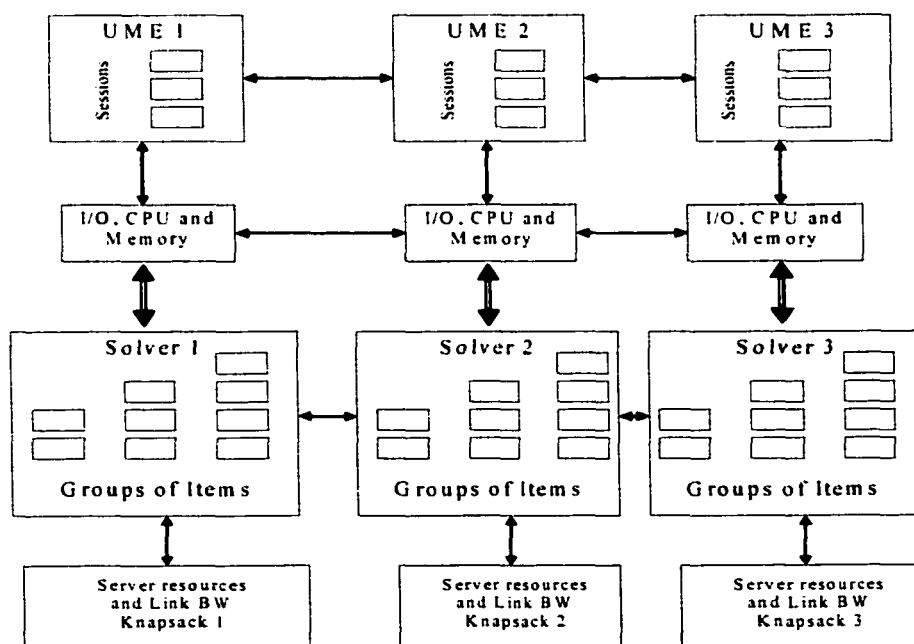 UME 1
UME 2
UME 3
Sessions
Sessions
Sessions
I/O, CPU and
Memory
I/O, CPU and
Memory
I/O, CPU and
Memory
Solver 1
Solver 2
Solver 3
Groups of Items
Groups of Items
Groups of Items
Server resources
and Link BW
Knapsack 1
Server resources
and Link BW
Knapsack 2
Server resources
and Link BW
Knapsack 3